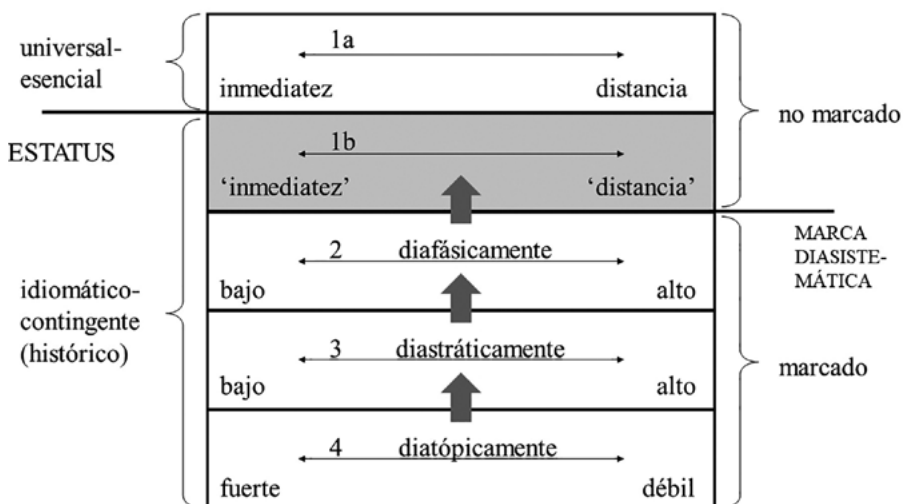 universal-
esencial
1a
inmediatez
distancia
no marcado
ESTATUS
1b
‘inmediatez’
‘distancia’
MARCA
DIASISTE-
MÁTICA
idiomático-
contingente
(histórico)
2 diafásicamente
bajo
alto
3 diastráticamente
bajo
alto
marcado
4 diatópicamente
fuerte
débil